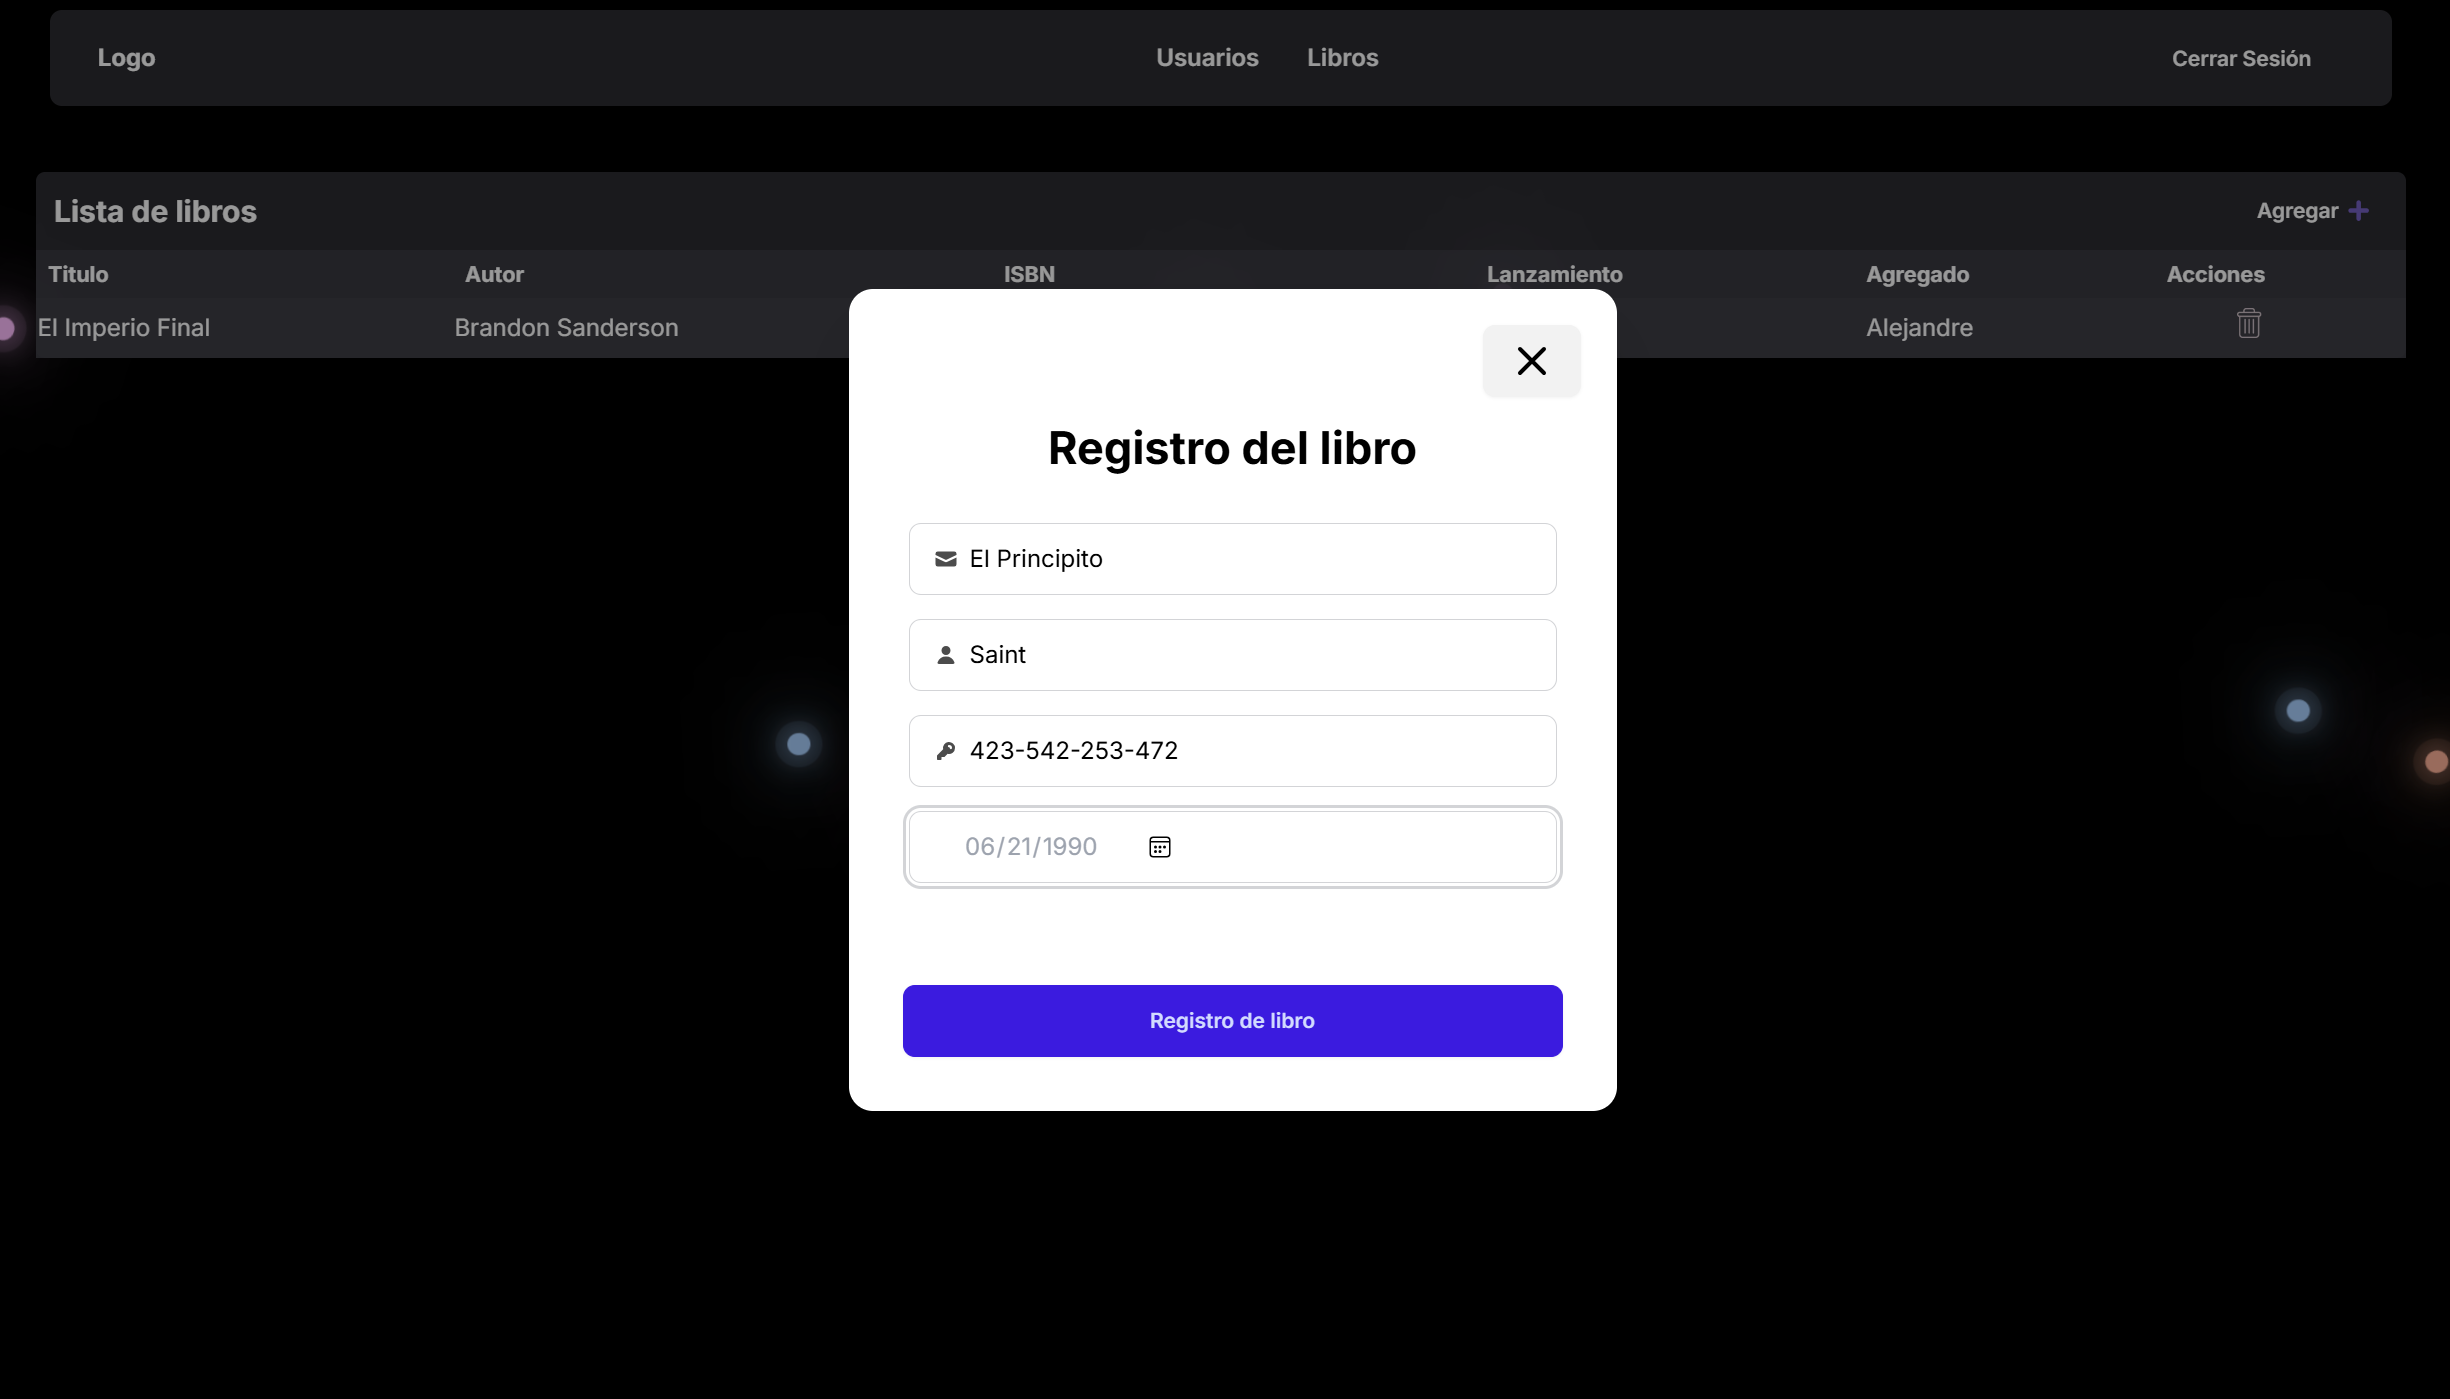 Logo
Usuarios
Libros
Cerrar Sesión
Lista de libros
Agregar
Titulo
Autor
ISBN
Lanzamiento
Agregado
Acciones
El Imperio Final
Brandon Sanderson
Alejandre
Registro del libro
El Principito
Saint
423-542-253-472
06/21/1990
Registro de libro